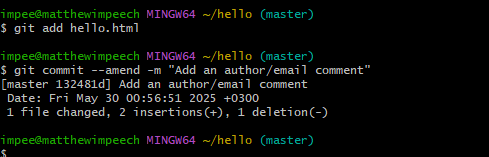 impee@matthewimpeech MINGW64 ~/hello (master)
$ git add hello.html
impee@matthewimpeech MINGW64 ~/hello (master)
$ git commit --amend -m "Add an author/email comment"
[master 132481d] Add an author/email comment
 Date: Fri May 30 00:56:51 2025 +0300
 1 file changed, 2 insertions(+), 1 deletion(-)
impee@matthewimpeech MINGW64 ~/hello (master)
$